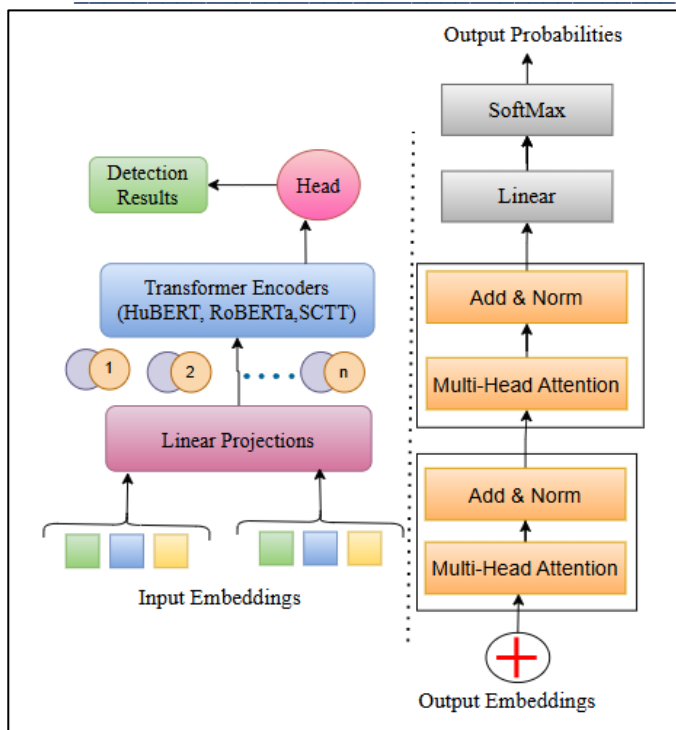 Output Probabilities
SoftMax
Linear
Detection
Results
Head
Transformer Encoders
(HuBERT, RoBERTa,SCTT)
1
2
n
Linear Projections
Input Embeddings
Add & Norm
Multi-Head Attention
Add & Norm
Multi-Head Attention
Output Embeddings